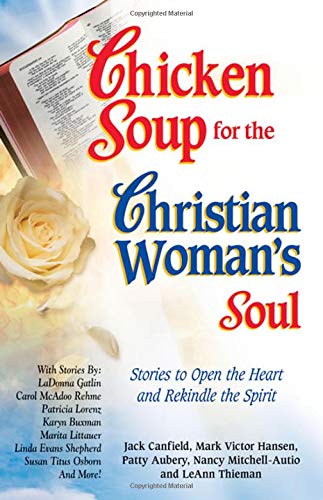 Chicken
Soup for the
Christian
Woman's
Soul
Stories to Open the Heart
and Rekindle the Spirit
With Stories By:
LaDonna Gatlin
Carol McAdoo Rehme
Patricia Lorenz
Karyn Buxman
Marita Littauer
Linda Evans Shepherd
Susan Titus Osborn
And More!
Jack Canfield, Mark Victor Hansen,
Patty Aubery, Nancy Mitchell-Autio
and LeAnn Thieman